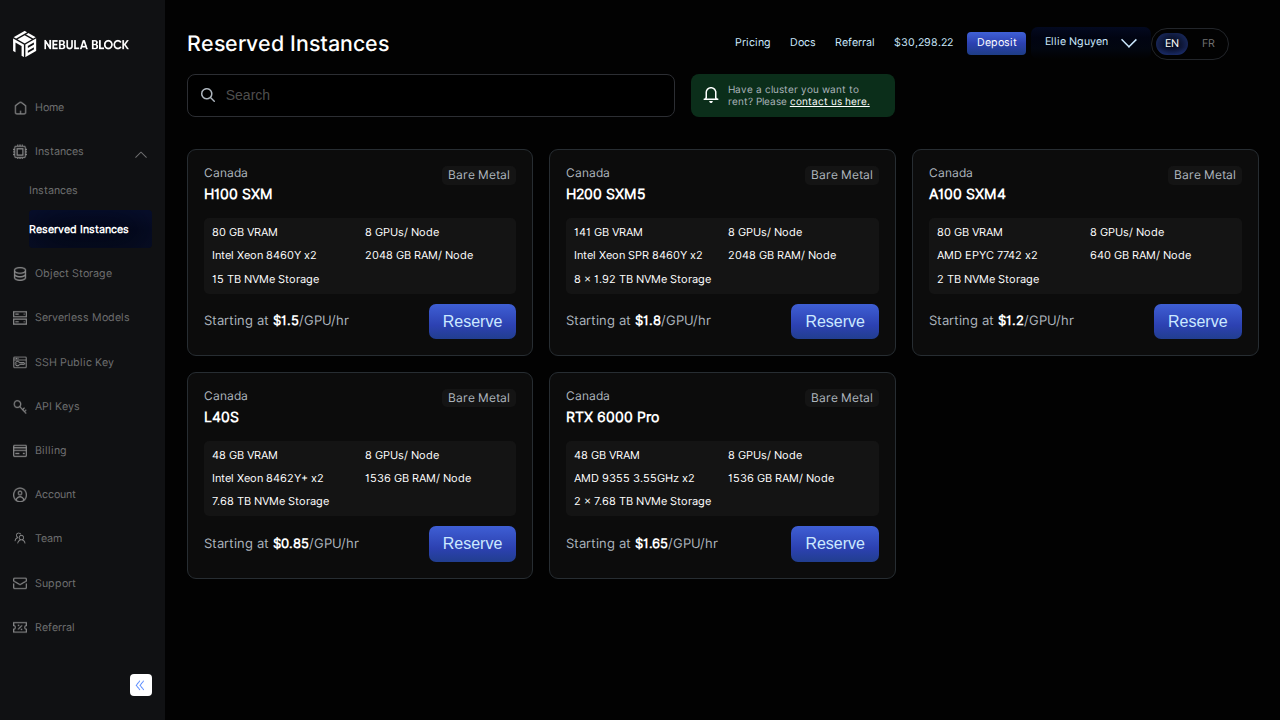 NEBULA BLOCK
Home
Instances
Instances
Reserved Instances
Object Storage
Serverless Models
SSH Public Key
API Keys
Billing
Account
Team
Support
Referral
Reserved Instances
Pricing Docs Referral $30,298.22 Deposit Ellie Nguyen EN FR
Search
Have a cluster you want to
rent? Please contact us here.
Canada Bare Metal
H100 SXM
80 GB VRAM 8 GPUs/ Node
Intel Xeon 8460Y x2 2048 GB RAM/ Node
15 TB NVMe Storage
Starting at $1.5/GPU/hr Reserve
Canada Bare Metal
H200 SXM5
141 GB VRAM 8 GPUs/ Node
Intel Xeon SPR 8460Y x2 2048 GB RAM/ Node
8 × 1.92 TB NVMe Storage
Starting at $1.8/GPU/hr Reserve
Canada Bare Metal
A100 SXM4
80 GB VRAM 8 GPUs/ Node
AMD EPYC 7742 x2 640 GB RAM/ Node
2 TB NVMe Storage
Starting at $1.2/GPU/hr Reserve
Canada Bare Metal
L40S
48 GB VRAM 8 GPUs/ Node
Intel Xeon 8462Y+ x2 1536 GB RAM/ Node
7.68 TB NVMe Storage
Starting at $0.85/GPU/hr Reserve
Canada Bare Metal
RTX 6000 Pro
48 GB VRAM 8 GPUs/ Node
AMD 9355 3.55GHz x2 1536 GB RAM/ Node
2 × 7.68 TB NVMe Storage
Starting at $1.65/GPU/hr Reserve